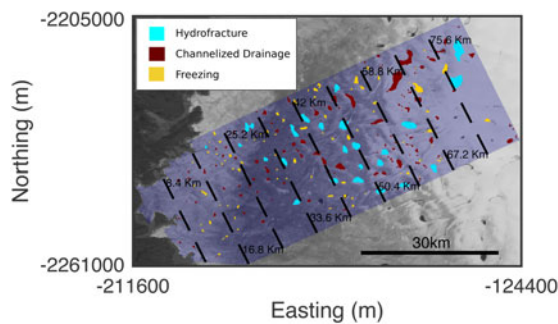 -2205000
Hydrofracture
Channelized Drainage
Freezing
75.6 Km
58.8 Km
42 Km
25.2 Km
8.4 Km
67.2 Km
50.4 Km
33.6 Km
16.8 Km
30km
Northing (m)
-2261000
-211600
-124400
Easting (m)